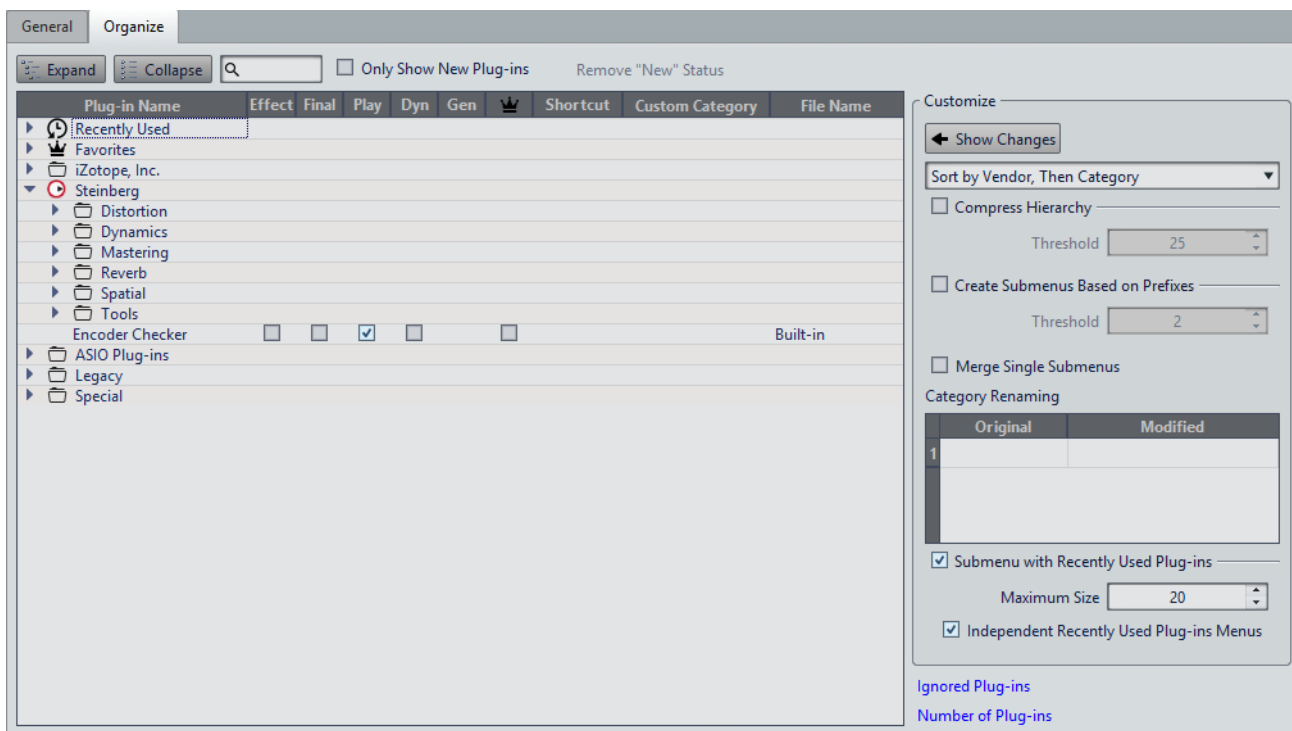 General Organize
Expand Collapse Only Show New Plug-ins Remove "New" Status
Plug-in Name Effect Final Play Dyn Gen Shortcut Custom Category File Name
Recently Used
Favorites
iZotope, Inc.
Steinberg
Distortion
Dynamics
Mastering
Reverb
Spatial
Tools
Encoder Checker Built-in
ASIO Plug-ins
Legacy
Special
Customize
Show Changes
Sort by Vendor, Then Category
Compress Hierarchy
Threshold 25
Create Submenus Based on Prefixes
Threshold 2
Merge Single Submenus
Category Renaming
Original Modified
1
Submenu with Recently Used Plug-ins
Maximum Size 20
Independent Recently Used Plug-ins Menus
Ignored Plug-ins
Number of Plug-ins